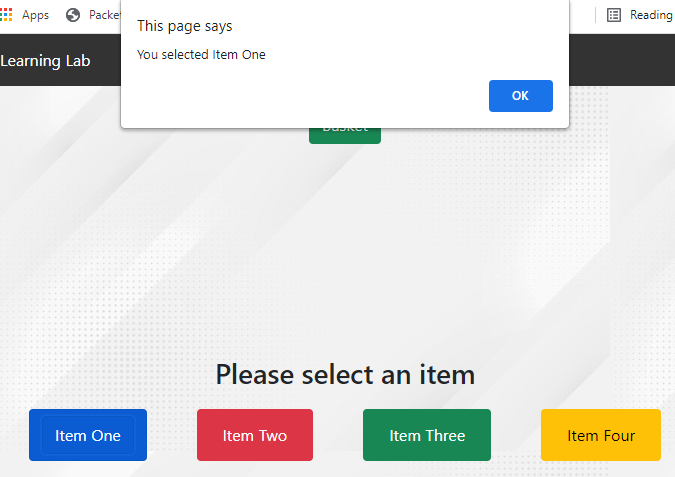 Apps
Packet
Reading
This page says
You selected Item One
OK
Learning Lab
Basket
Please select an item
Item One
Item Two
Item Three
Item Four